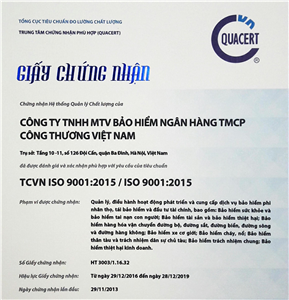 TỔNG CỤC TIÊU CHUẨN ĐO LƯỜNG CHẤT LƯỢNG
TRUNG TÂM CHỨNG NHẬN PHÙ HỢP (QUACERT)
QUACERT
GIẤY CHỨNG NHẬN
Chứng nhận Hệ thống Quản lý Chất lượng của
CÔNG TY TNHH MTV BẢO HIỂM NGÂN HÀNG TMCP
CÔNG THƯƠNG VIỆT NAM
Trụ sở: Tầng 10 -11, số 126 Đội Cấn, quận Ba Đình, Hà Nội, Việt Nam
đã được đánh giá và xác nhận phù hợp với yêu cầu của tiêu chuẩn
TCVN ISO 9001:2015 / ISO 9001:2015
Phạm vi được chứng nhận: Quản lý, điều hành hoạt động phát triển và cung cấp dịch vụ bảo hiểm phi
nhân thọ, tái bảo hiểm và đầu tư tài chính, bao gồm: Bảo hiểm sức khỏe và
bảo hiểm tai nạn con người; Bảo hiểm tài sản và bảo hiểm thiệt hại; Bảo
hiểm hàng hóa vận chuyển đường bộ, đường sắt, đường biển, đường sông
và đường hàng không; Bảo hiểm xe cơ giới; Bảo hiểm cháy, nổ; Bảo hiểm
thân tàu và trách nhiệm dân sự chủ tàu; Bảo hiểm trách nhiệm chung; Bảo
hiểm thiệt hại kinh doanh.
Số Giấy chứng nhận: HT 3003/1.16.32
Hiệu lực Giấy chứng nhận: Từ ngày 29/12/2016 đến ngày 28/12/2019
Ngày chứng nhận lần đầu: 29/11/2013